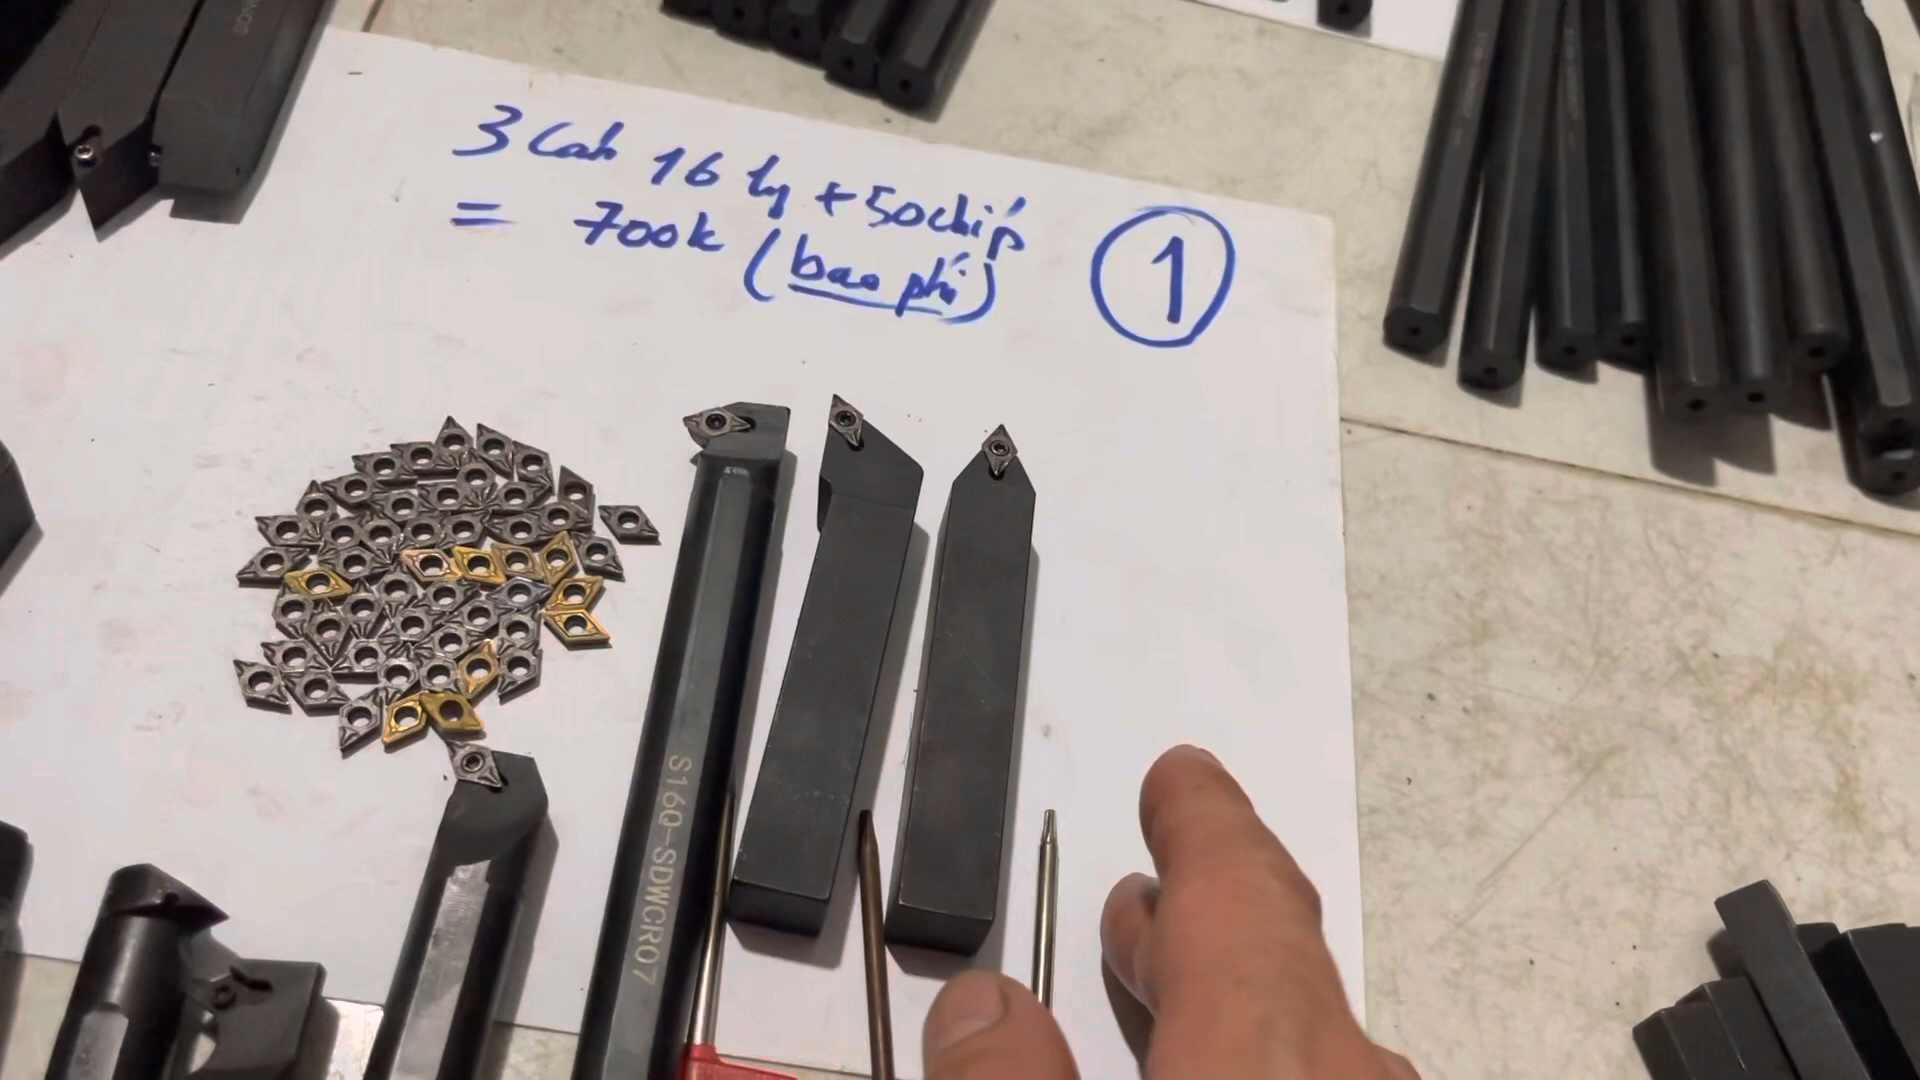 3 Cán 16 ly + 50 chíp
= 700k (bao phí)
1
S16Q-SDWCR07